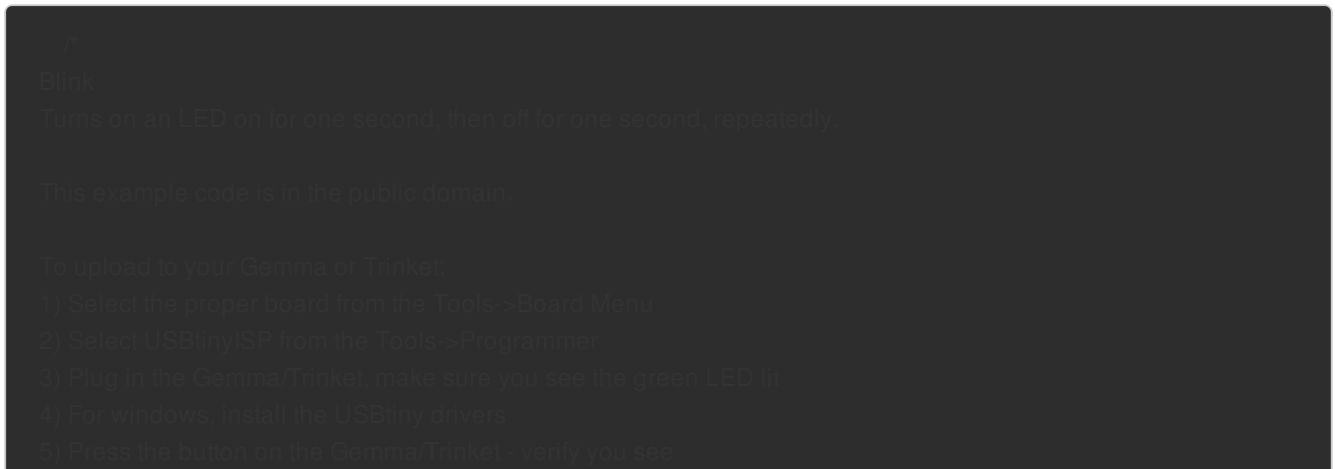 /*
Blink
Turns on an LED on for one second, then off for one second, repeatedly.
This example code is in the public domain.
To upload to your Gemma or Trinket:
1) Select the proper board from the Tools->Board Menu
2) Select USBtinyISP from the Tools->Programmer
3) Plug in the Gemma/Trinket, make sure you see the green LED lit
4) For windows, install the USBtiny drivers
5) Press the button on the Gemma/Trinket - verify you see